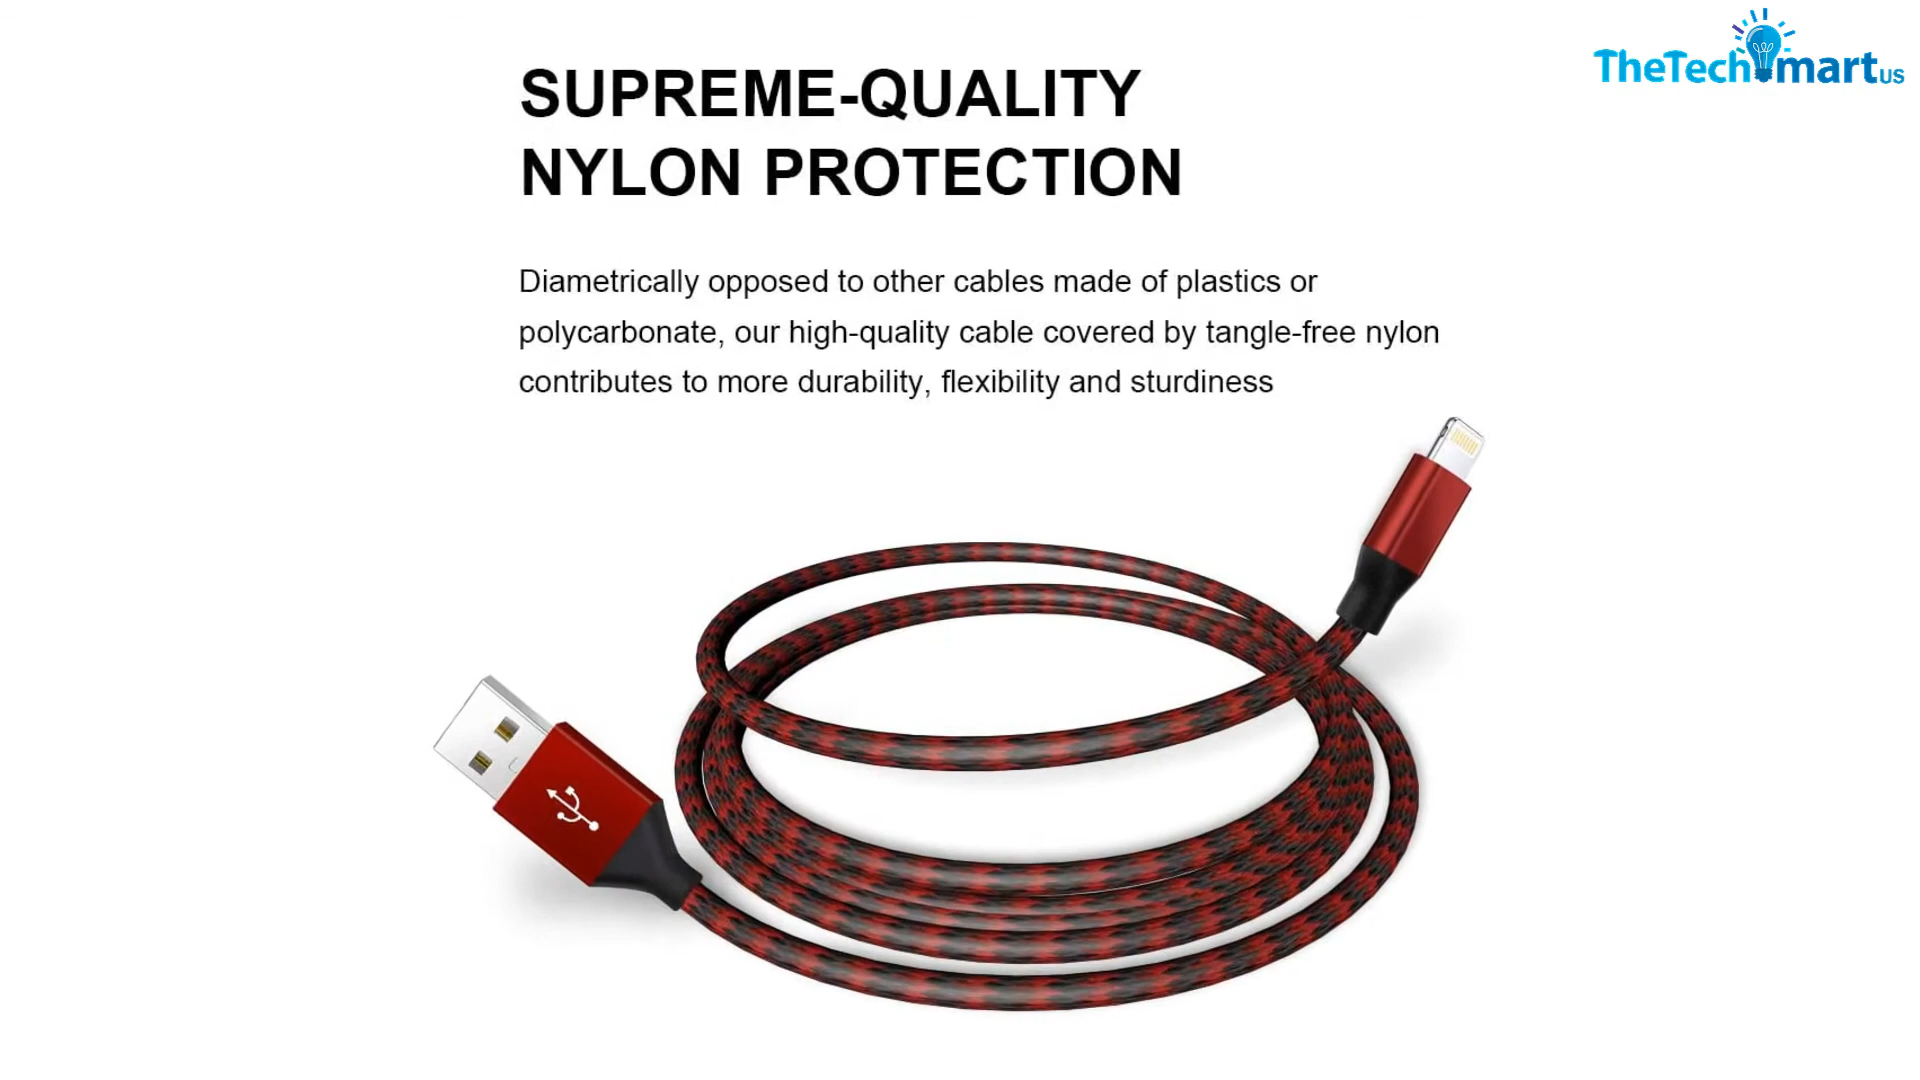 TheTechmartUS
SUPREME-QUALITY
NYLON PROTECTION
Diametrically opposed to other cables made of plastics or
polycarbonate, our high-quality cable covered by tangle-free nylon
contributes to more durability, flexibility and sturdiness